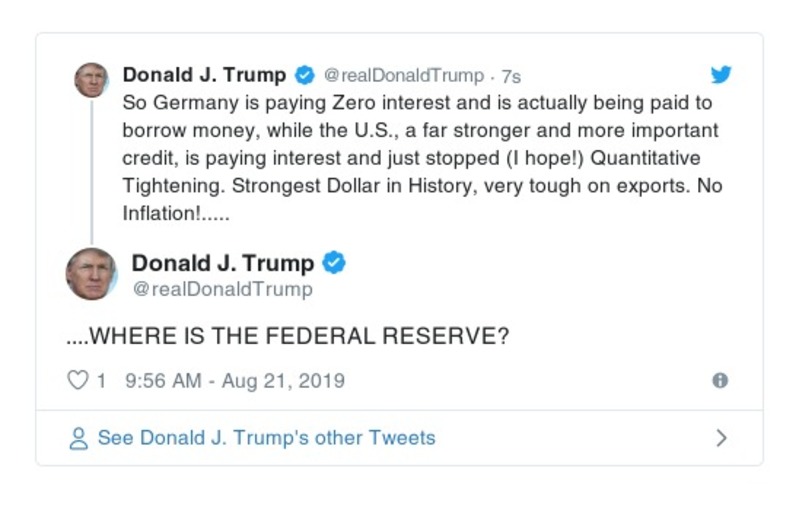 Donald J. Trump @realDonaldTrump · 7s
So Germany is paying Zero interest and is actually being paid to
borrow money, while the U.S., a far stronger and more important
credit, is paying interest and just stopped (I hope!) Quantitative
Tightening. Strongest Dollar in History, very tough on exports. No
Inflation!.....
Donald J. Trump
@realDonaldTrump
....WHERE IS THE FEDERAL RESERVE?
1 9:56 AM - Aug 21, 2019
See Donald J. Trump's other Tweets